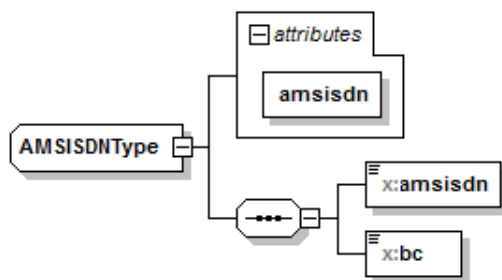 attributes
amsisdn
AMSISDNType
x:amsisdn
x:bc